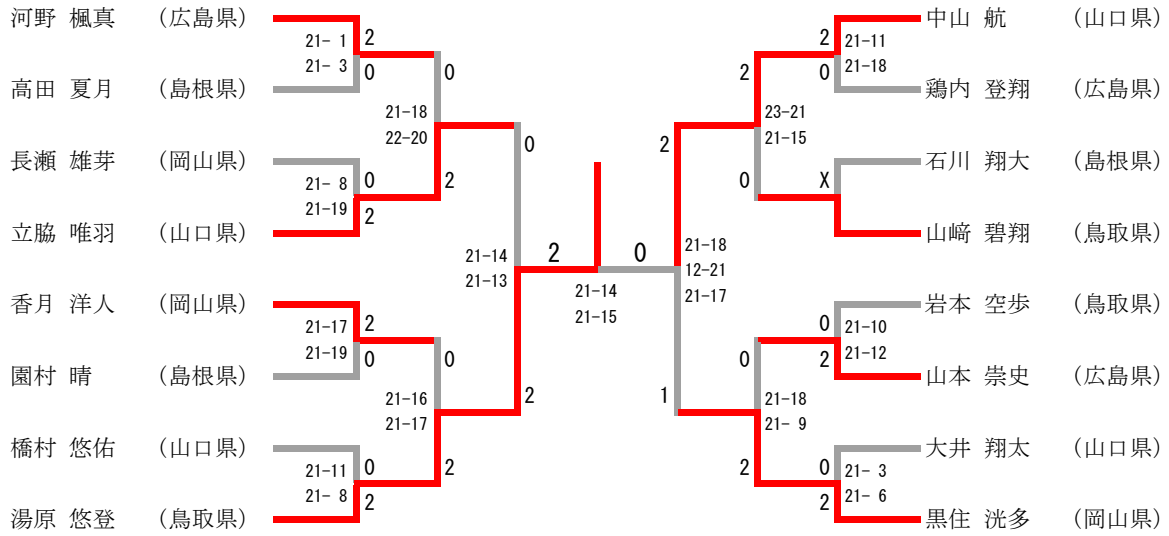 河野 楓真 (広島県)
中山 航 (山口県)
21- 1 2
21- 3 0
2 21-11
0 21-18
0
2
高田 夏月 (島根県)
鶏内 登翔 (広島県)
21-18
22-20
23-21
21-15
0
2
長瀬 雄芽 (岡山県)
石川 翔大 (島根県)
21- 8 0
21-19 2
2
0
X
立脇 唯羽 (山口県)
山﨑 碧翔 (鳥取県)
21-14
21-13
2
0
21-18
12-21
21-17
21-14
21-15
香月 洋人 (岡山県)
岩本 空歩 (鳥取県)
21-17 2
21-19 0
0 21-10
2 21-12
0
0
園村 晴 (島根県)
山本 崇史 (広島県)
21-16
21-17
2
1
21-18
21- 9
橋村 悠佑 (山口県)
大井 翔太 (山口県)
21-11 0
21- 8 2
2
2
0 21- 3
2 21- 6
湯原 悠登 (鳥取県)
黒住 洸多 (岡山県)